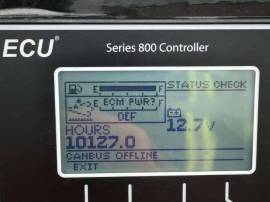 ECU® Series 800 Controller
E F STATUS CHECK
E ECM PWR? F
DEF
HOURS 12.7V
10127.0
CANBUS OFFLINE
EXIT